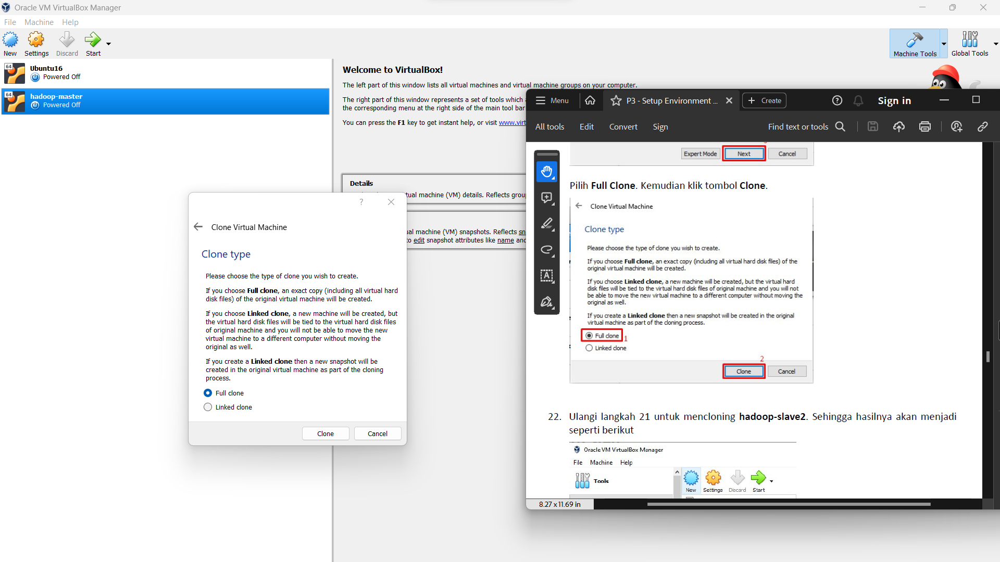 Oracle VM VirtualBox Manager
File Machine Help
New Settings Discard Start
Machine Tools Global Tools
64 Ubuntu16
Powered Off
64 hadoop-master
Powered Off
Welcome to VirtualBox!
The left part of this window lists all virtual machines and virtual machine groups on your computer.
The right part of this window represents a set of tools which
the corresponding menu at the right side of the main tool bar
You can press the F1 key to get instant help, or visit www.virt
Details
tual machine (VM) details. Reflects grou
ual machine (VM) snapshots. Reflects sn
to edit snapshot attributes like name and
?
Clone Virtual Machine
Clone type
Please choose the type of clone you wish to create.
If you choose Full clone, an exact copy (including all virtual hard
disk files) of the original virtual machine will be created.
If you choose Linked clone, a new machine will be created, but
the virtual hard disk files will be tied to the virtual hard disk files
of original machine and you will not be able to move the new
virtual machine to a different computer without moving the
original as well.
If you create a Linked clone then a new snapshot will be
created in the original virtual machine as part of the cloning
process.
Full clone
Linked clone
Clone Cancel
Menu P3 - Setup Environment ... Create Sign in
All tools Edit Convert Sign Find text or tools
Expert Mode Next Cancel
Pilih Full Clone. Kemudian klik tombol Clone.
Clone Virtual Machine
Clone type
Please choose the type of clone you wish to create.
If you choose Full clone, an exact copy (including all virtual hard disk files) of the
original virtual machine will be created.
If you choose Linked clone, a new machine will be created, but the virtual hard
disk files will be tied to the virtual hard disk files of original machine and you will not
be able to move the new virtual machine to a different computer without moving the
original as well.
If you create a Linked clone then a new snapshot will be created in the original
virtual machine as part of the cloning process.
Full clone 1
Linked clone
2
Clone Cancel
22. Ulangi langkah 21 untuk mencloning hadoop-slave2. Sehingga hasilnya akan menjadi
seperti berikut
Oracle VM VirtualBox Manager
File Machine Help
Tools
New Settings Discard Start
8.27 x 11.69 in